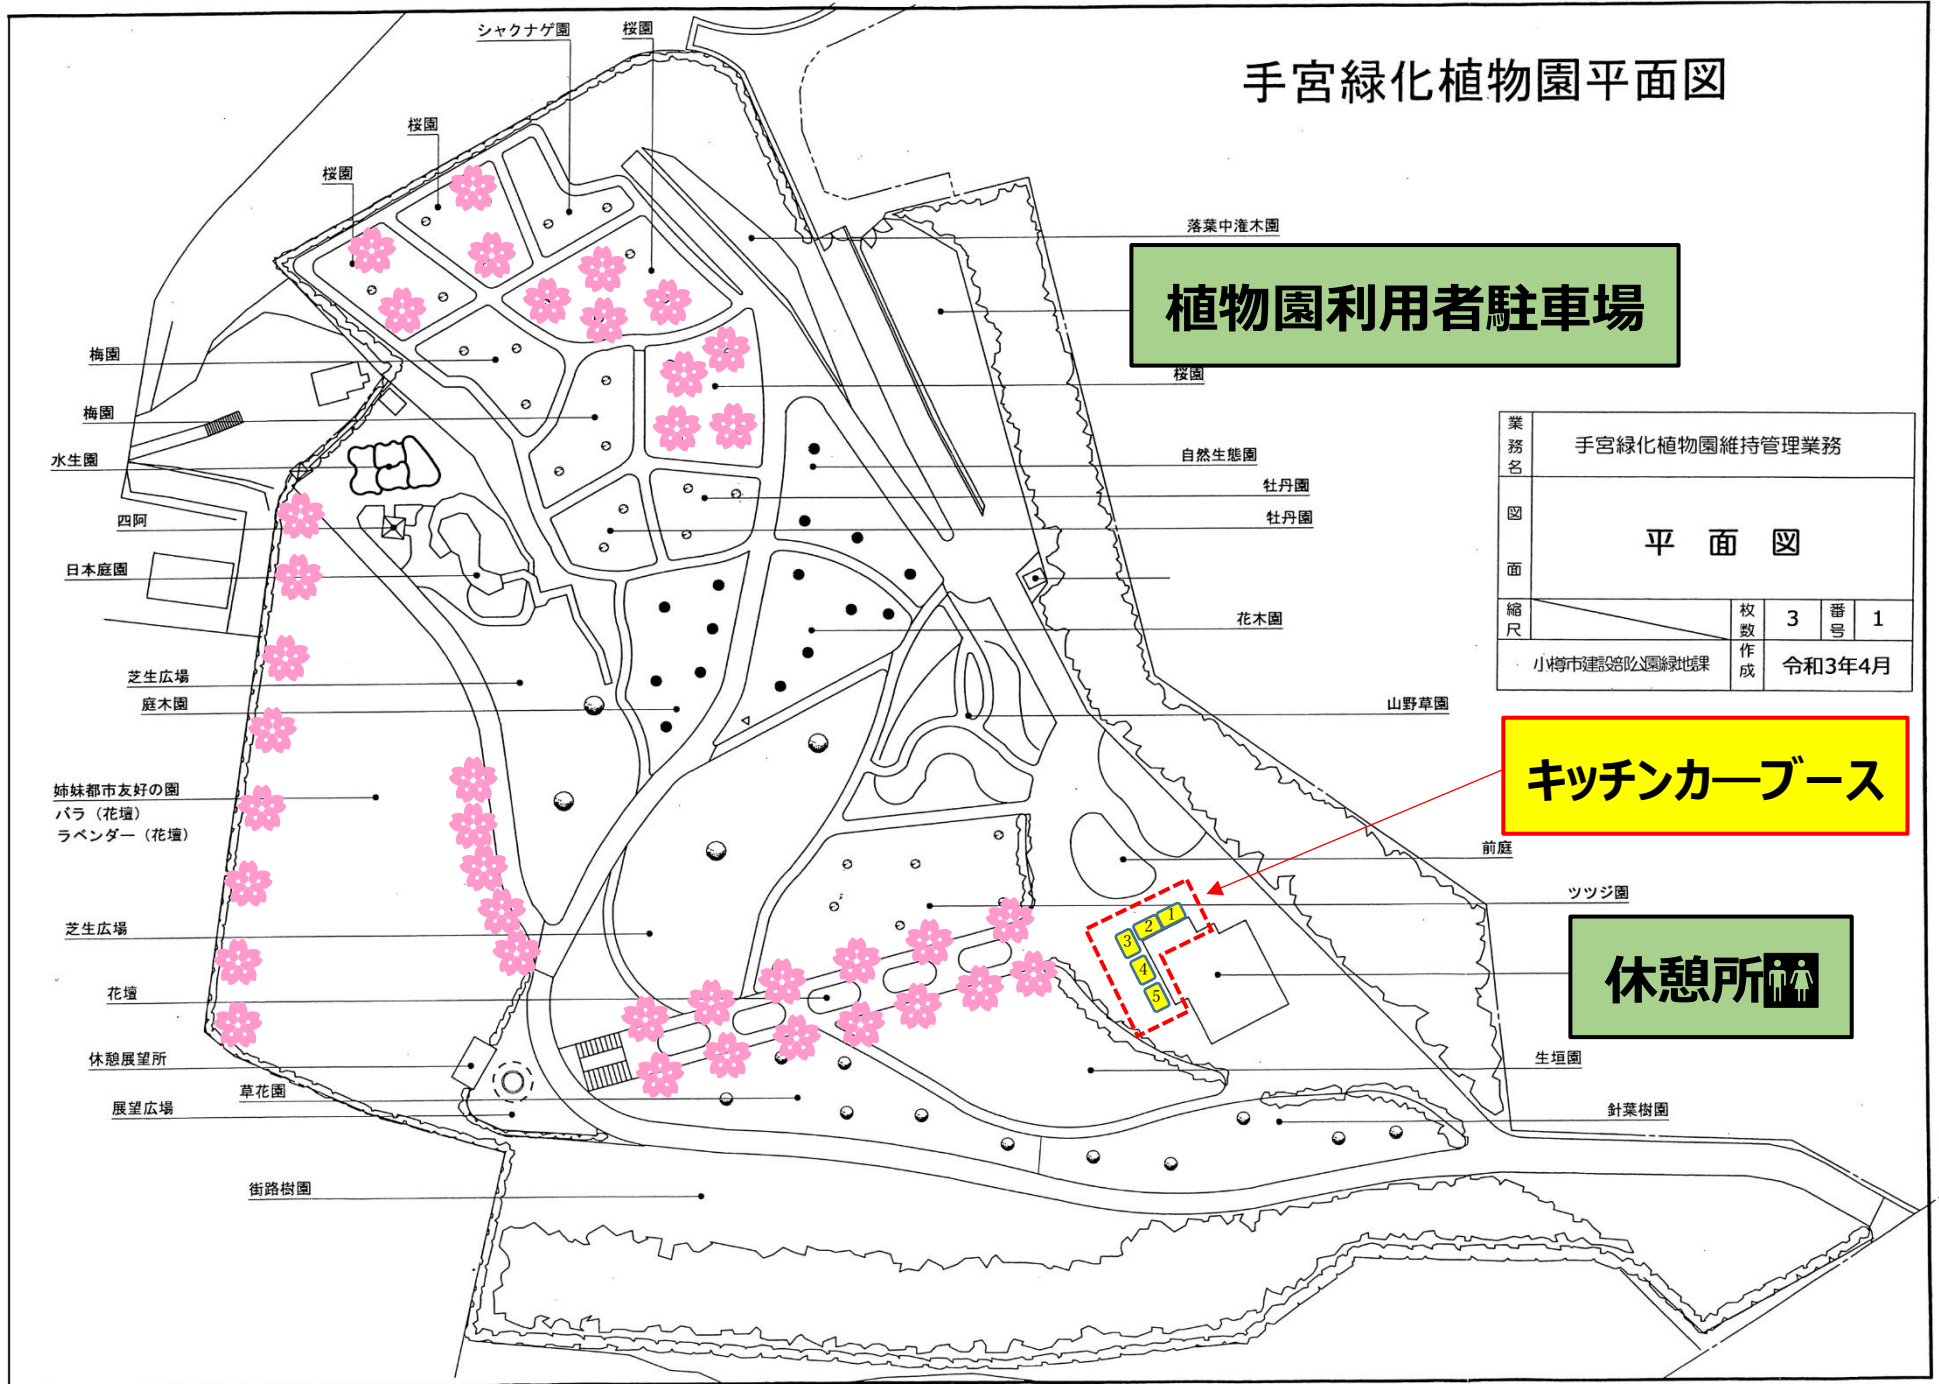 手宮緑化植物園平面図
シャクナゲ園
桜園
桜園
桜園
落葉中潅木園
植物園利用者駐車場
桜園
梅園
梅園
水生園
四阿
日本庭園
自然生態園
牡丹園
牡丹園
花木園
芝生広場
庭木園
山野草園
姉妹都市友好の園
バラ(花壇)
ラベンダー(花壇)
業務名
手宮緑化植物園維持管理業務
図面
平面図
縮尺
枚数
3
番号
1
小樽市建設部公園緑地課
作成
令和3年4月
キッチンカーブース
前庭
ツツジ園
1
2
3
4
5
休憩所
芝生広場
花壇
休憩展望所
草花園
展望広場
生垣園
針葉樹園
街路樹園